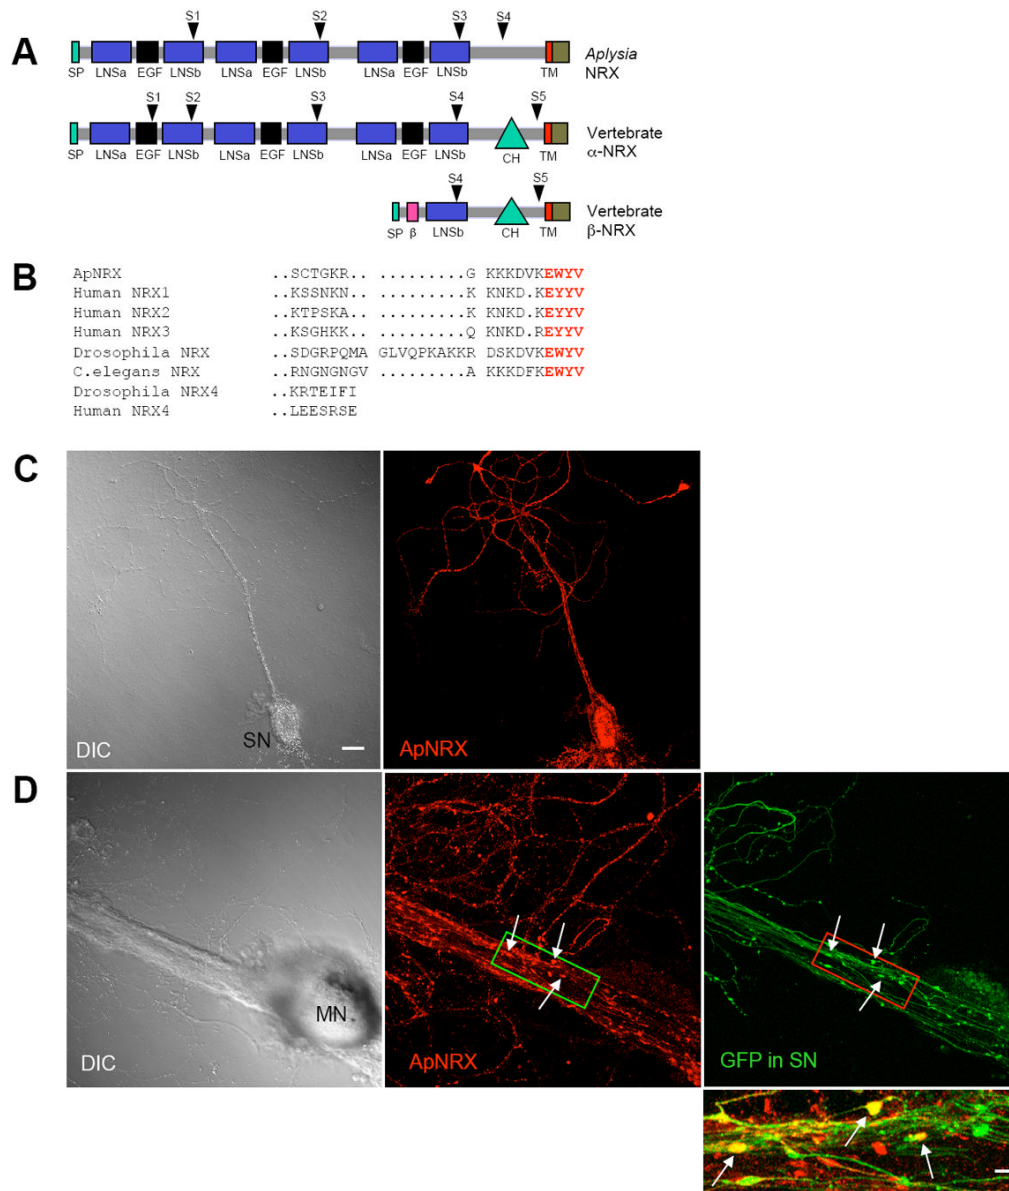 A
S1 S2 S3 S4
SP LNSa EGF LNSb LNSa EGF LNSb LNSa EGF LNSb TM
Aplysia
NRX
S1 S2 S3 S4 S5
SP LNSa EGF LNSb LNSa EGF LNSb LNSa EGF LNSb CH TM
Vertebrate
α-NRX
S4 S5
SP β LNSb CH TM
Vertebrate
β-NRX
B
ApNRX ..SCTGKR.. .........G KKKDVKEWYV
Human NRX1 ..KSSNKN.. .........K KNKD.KEYYV
Human NRX2 ..KTPSKA.. .........K KNKD.KEYYV
Human NRX3 ..KSGHKK.. .........Q KNKD.REYYV
Drosophila NRX ..SDGRPQMA GLVQPKAKKR DSKDVKEWYV
C.elegans NRX ..RNGNGNGV .........A KKKDFKEWYV
Drosophila NRX4 ..KRTEIFI
Human NRX4 ..LEESRSE
C
SN
DIC
ApNRX
D
MN
DIC
ApNRX
GFP in SN